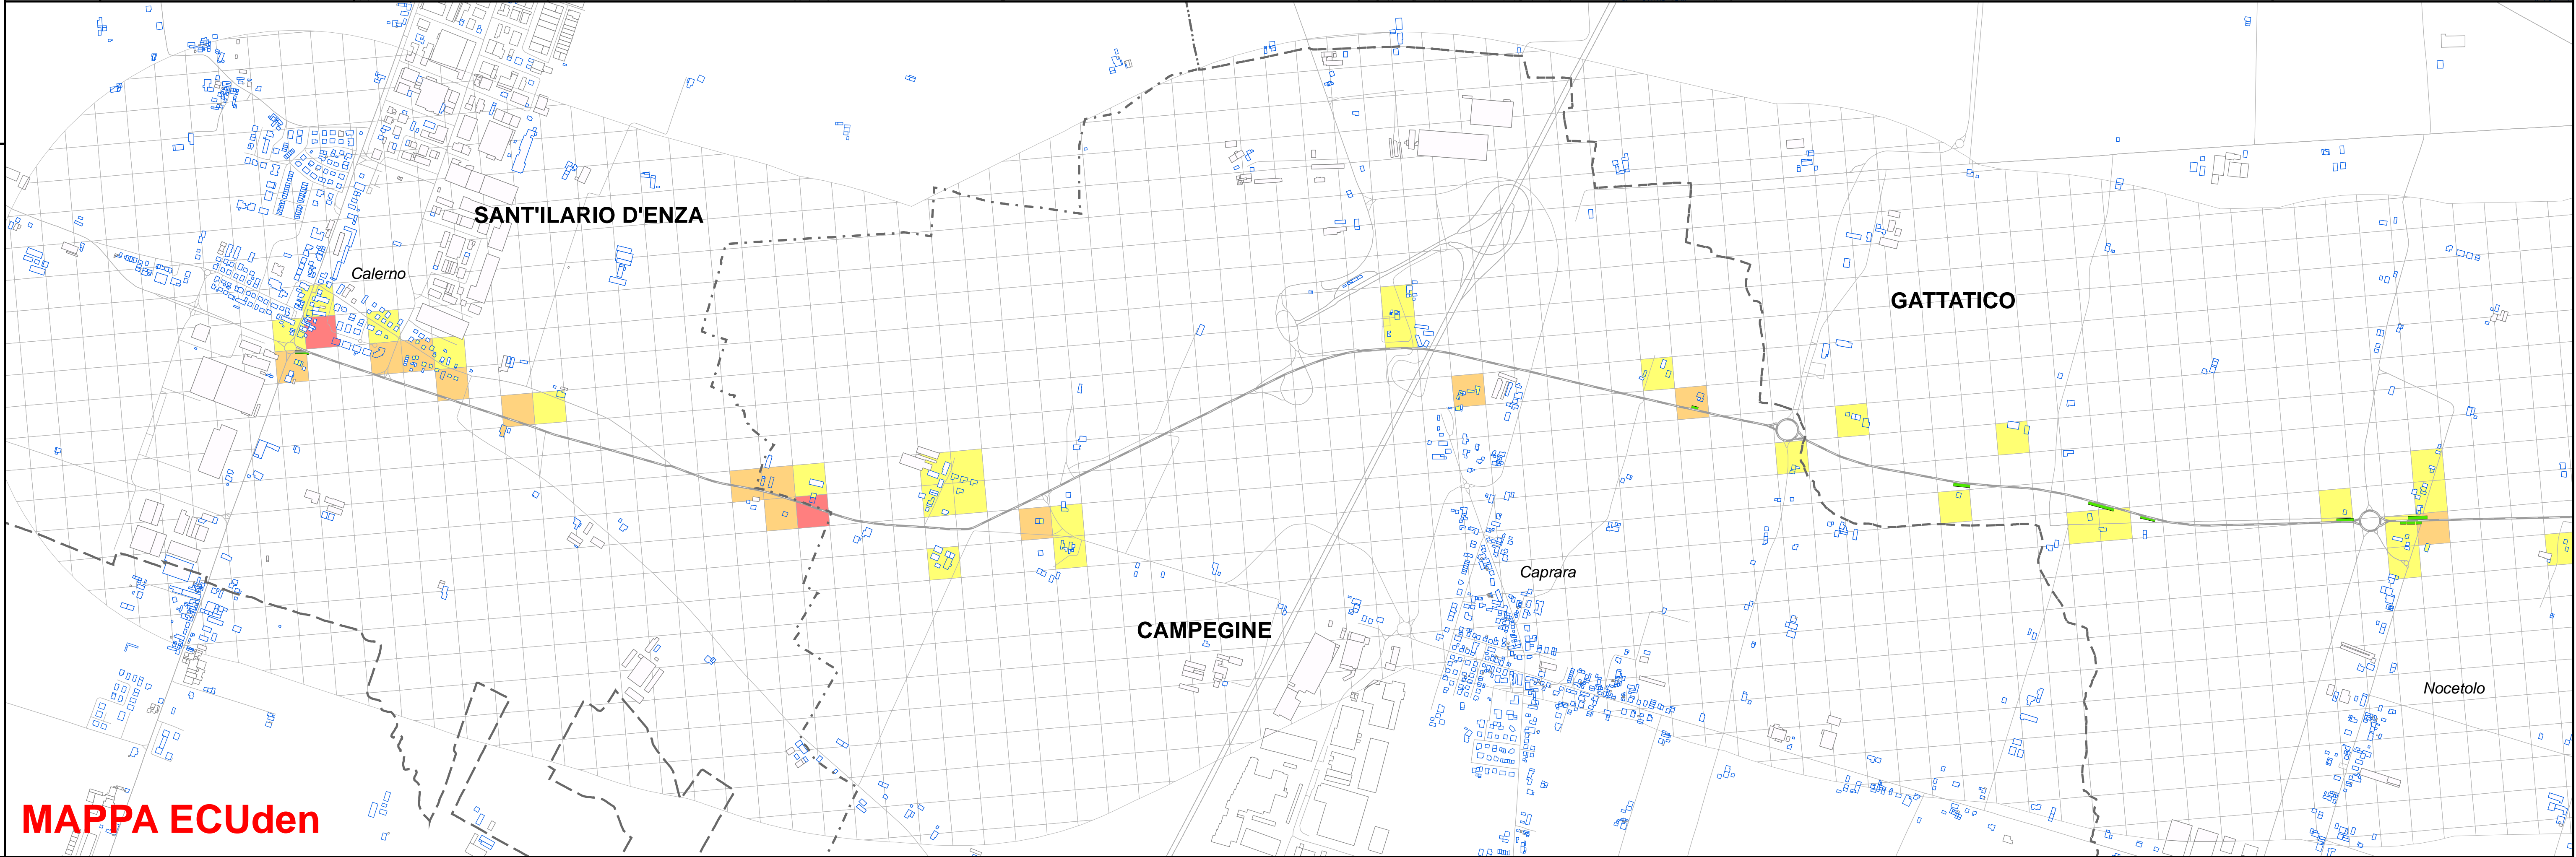 SANT'ILARIO D'ENZA
Calerno
GATTATICO
Caprara
CAMPEGINE
Nocetolo
MAPPA ECUden